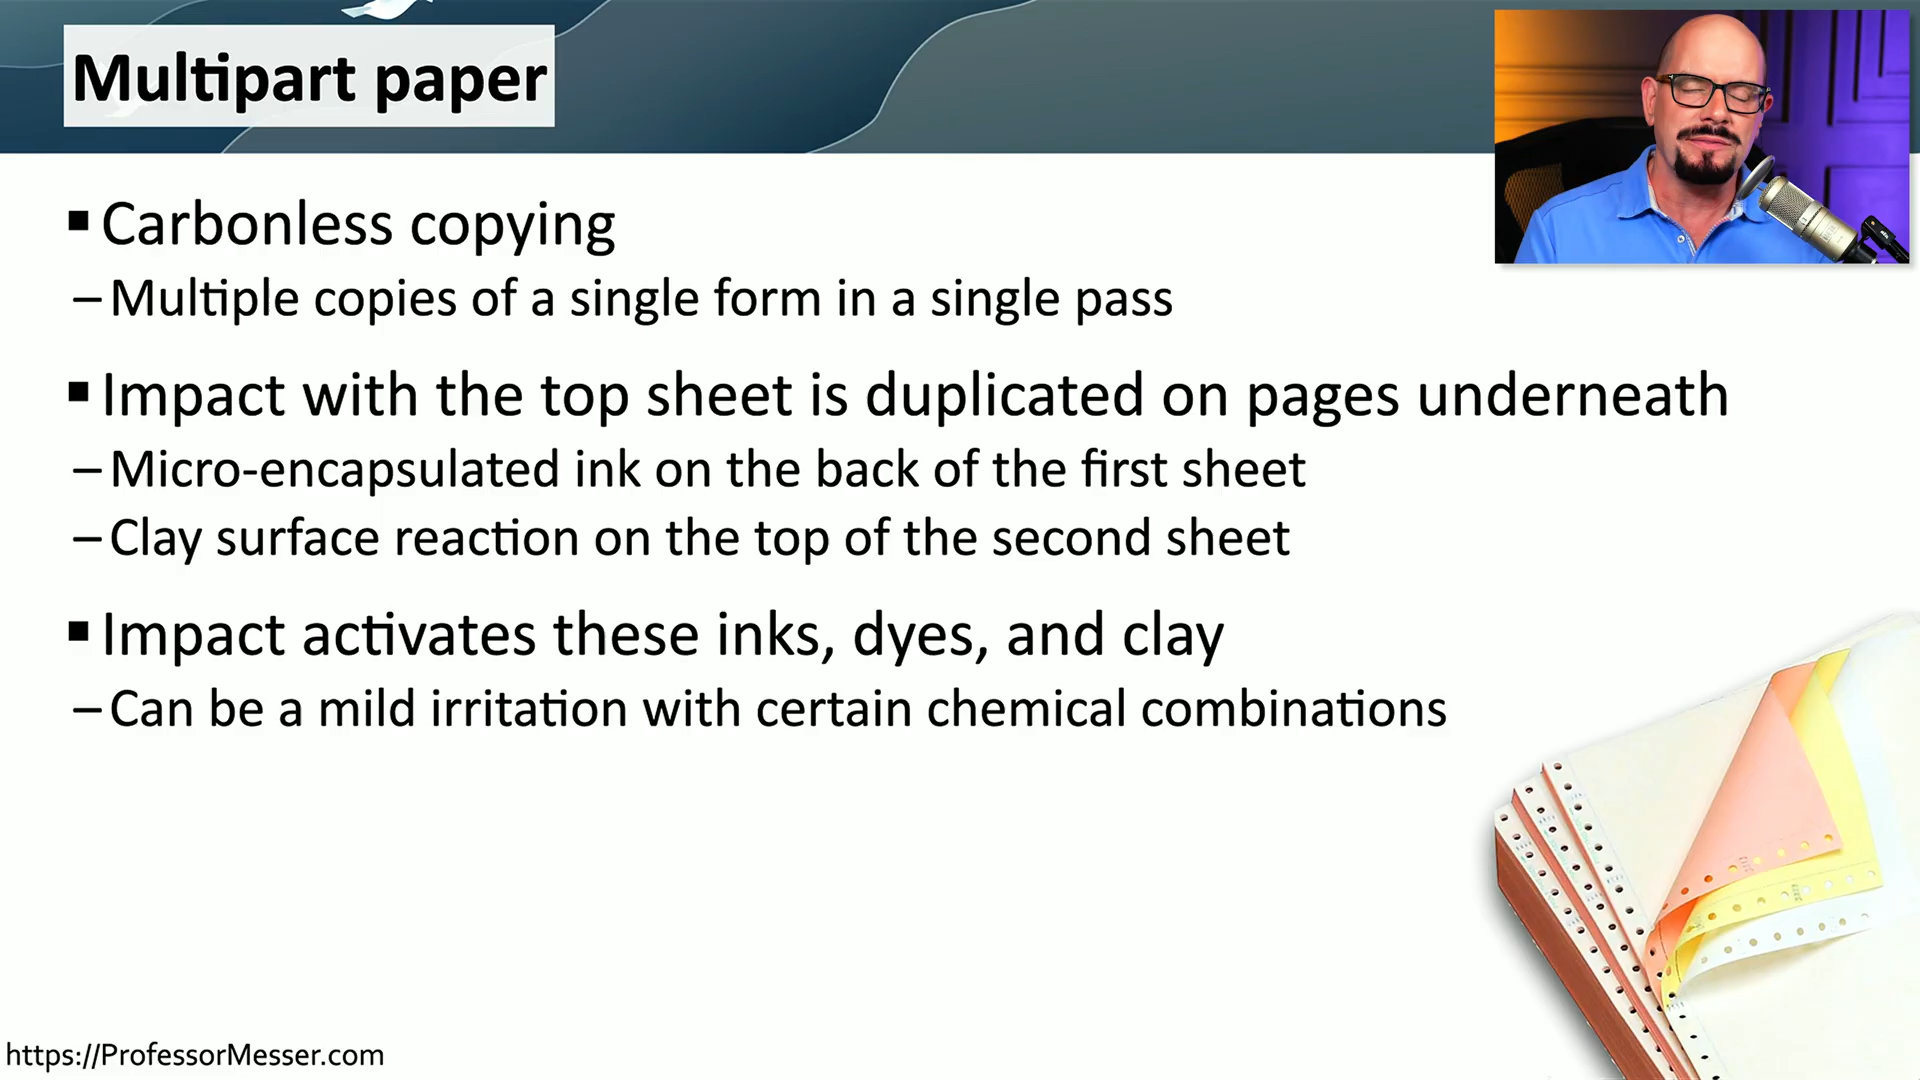 Multipart paper
▪ Carbonless copying
– Multiple copies of a single form in a single pass
▪ Impact with the top sheet is duplicated on pages underneath
– Micro-encapsulated ink on the back of the first sheet
– Clay surface reaction on the top of the second sheet
▪ Impact activates these inks, dyes, and clay
– Can be a mild irritation with certain chemical combinations
https://ProfessorMesser.com